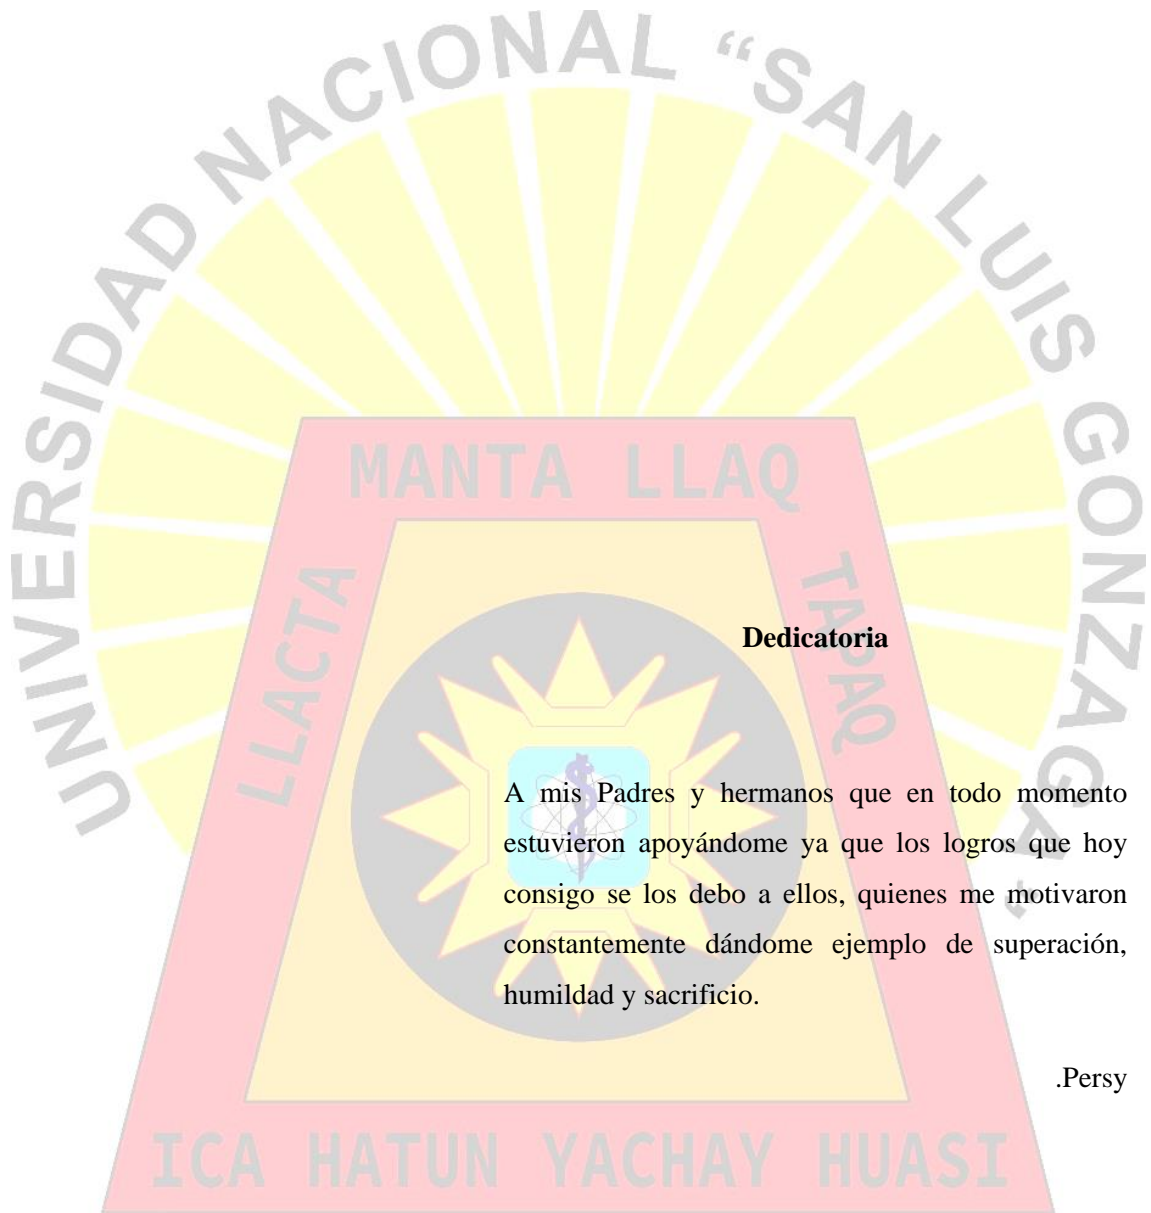 UNIVERSIDAD NACIONAL “SAN LUIS GONZAGA”
MANTA LLAQ
LLACTA
TAPAQ
Dedicatoria
A mis Padres y hermanos que en todo momento
estuvieron apoyándome ya que los logros que hoy
consigo se los debo a ellos, quienes me motivaron
constantemente dándome ejemplo de superación,
humildad y sacrificio.
.Persy
ICA HATUN YACHAY HUASI